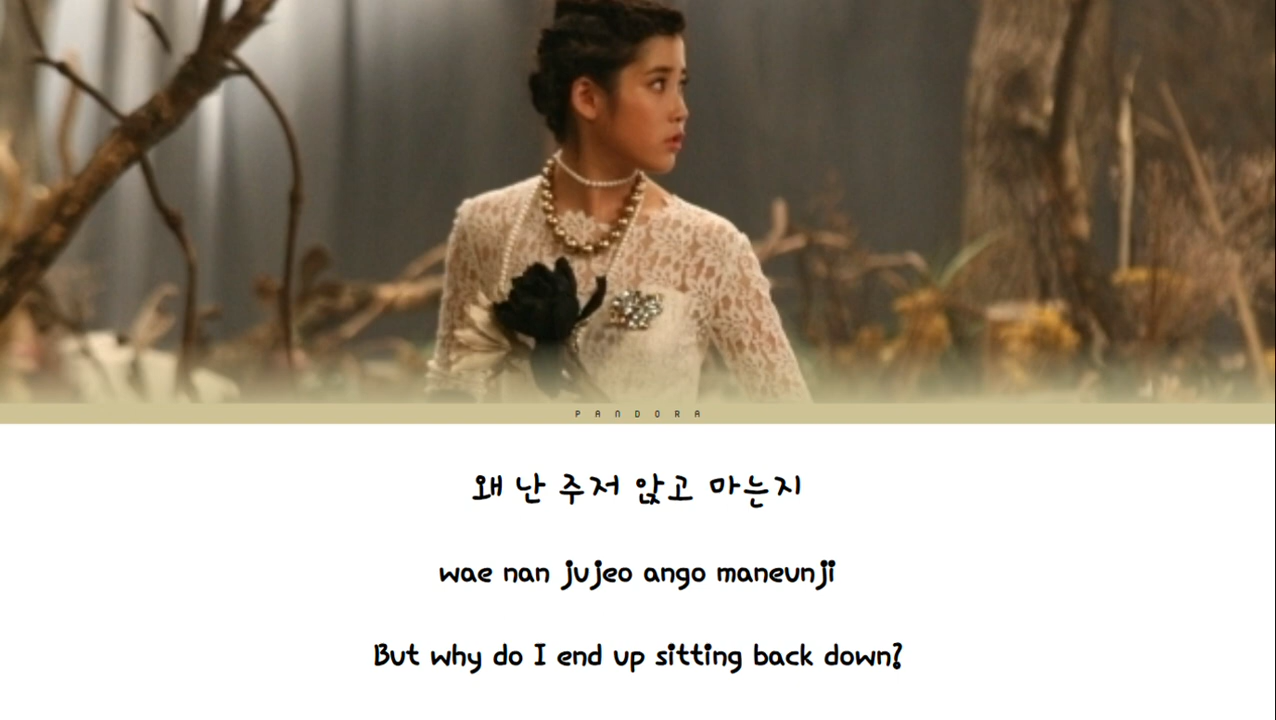 P A N D O R A
왜 난 주저 앉고 마는지
wae nan jujeo ango maneunji
But why do I end up sitting back down?